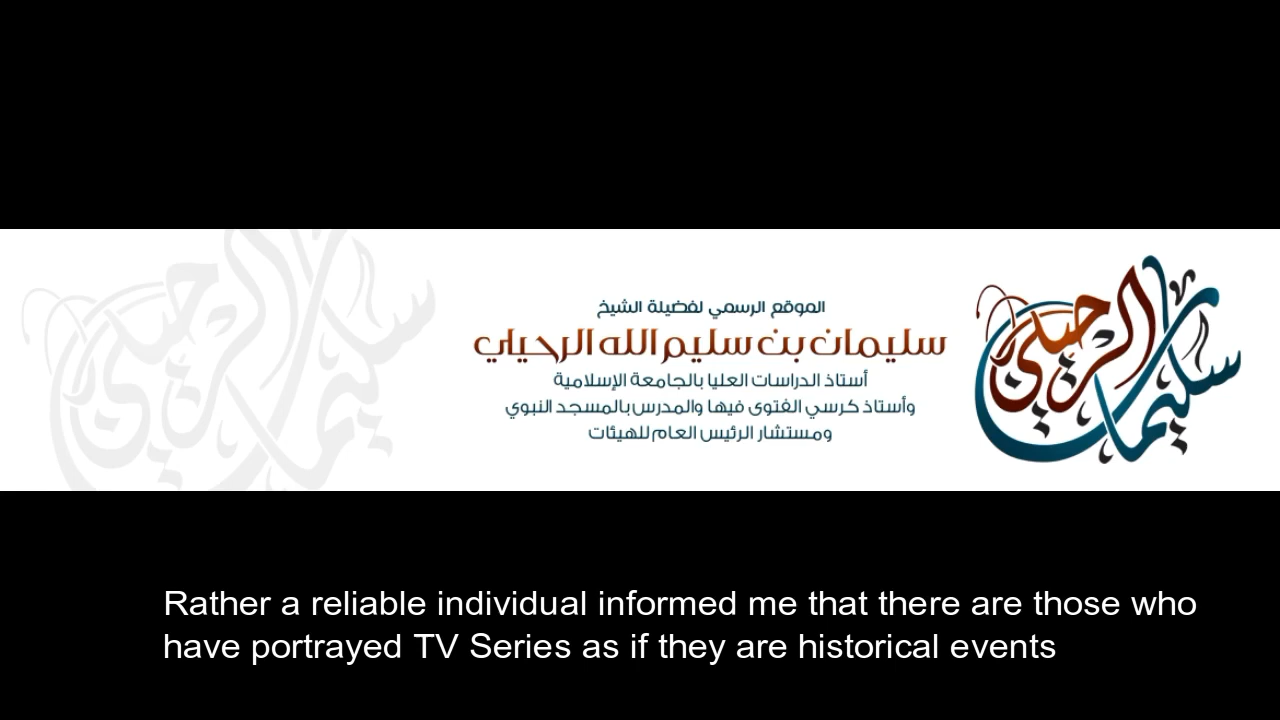 الموقع الرسمي لفضيلة الشيخ
سليمان بن سليم الله الرحيلي
أستاذ الدراسات العليا بالجامعة الإسلامية
وأستاذ كرسي الفتوى فيها والمدرس بالمسجد النبوي
ومستشار الرئيس العام للهيئات
سليمان الرحيلي
Rather a reliable individual informed me that there are those who
have portrayed TV Series as if they are historical events